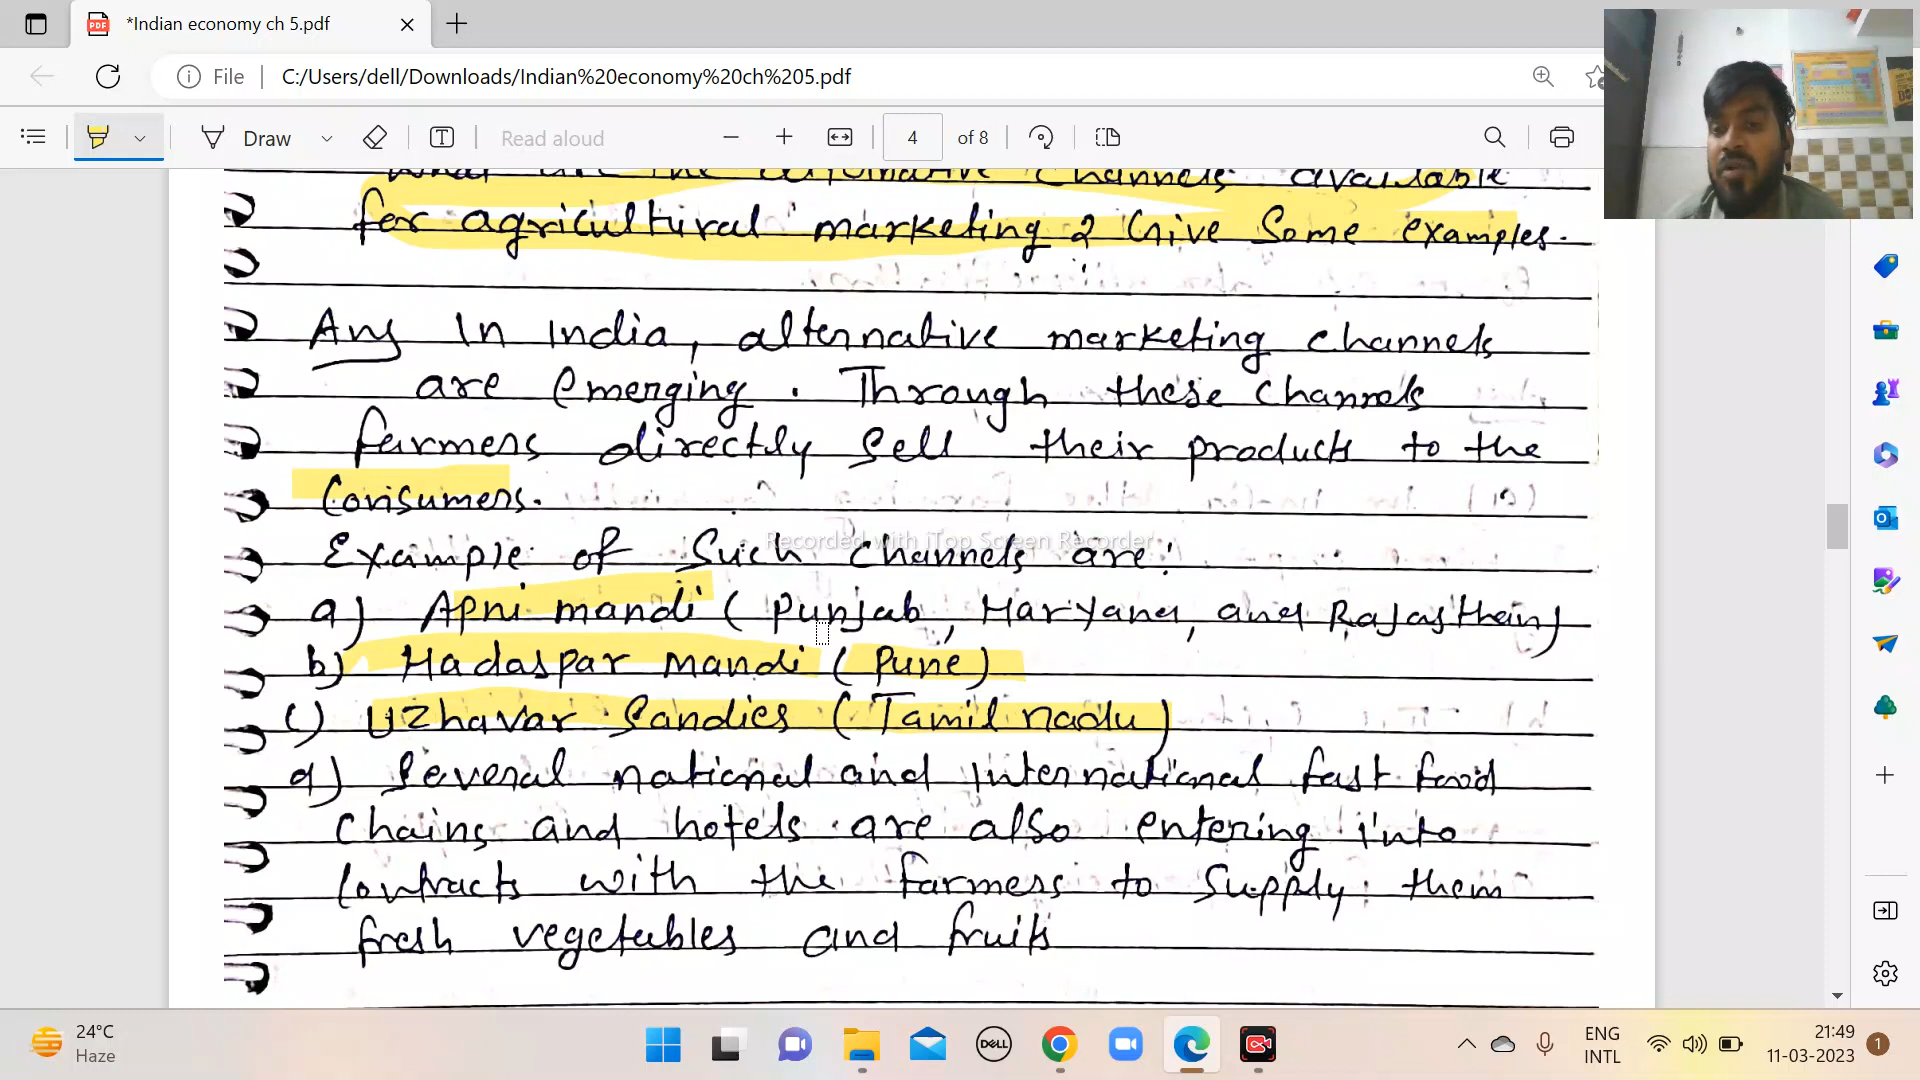 *Indian economy ch 5.pdf
File
C:/Users/dell/Downloads/Indian%20economy%20ch%205.pdf
Draw
Read aloud
4 of 8
available
for agricultural marketing ? Give Some examples.
Ans In India, alternative marketing channels
are emerging. Through these channels
farmers directly sell their products to the
Consumers.
Recorded with iTop Screen Recorder
Example of Such channels are:
a) Apni mandi ( Punjab, Haryana, and Rajasthan)
b) Hadaspar mandi ( Pune)
c) Uzhavar Sandies ( Tamil nadu)
d) Several national and International fast food
Chains and hotels are also entering into
Contracts with the farmers to Supply them
fresh vegetables and fruits
24°C
Haze
DELL
ENG
INTL
21:49
11-03-2023
1